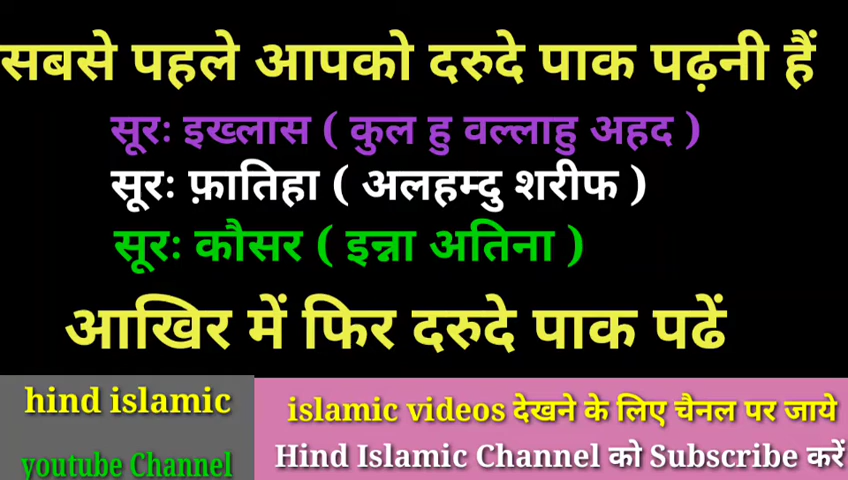 सबसे पहले आपको दरुदे पाक पढ़नी हैं
सूरः इख्लास ( कुल हु वल्लाहु अहद )
सूरः फ़ातिहा ( अलहम्दु शरीफ )
सूरः कौसर ( इन्ना अतिना )
आखिर में फिर दरुदे पाक पढें
hind islamic
youtube Channel
islamic videos देखने के लिए चैनल पर जाये
Hind Islamic Channel को Subscribe करें